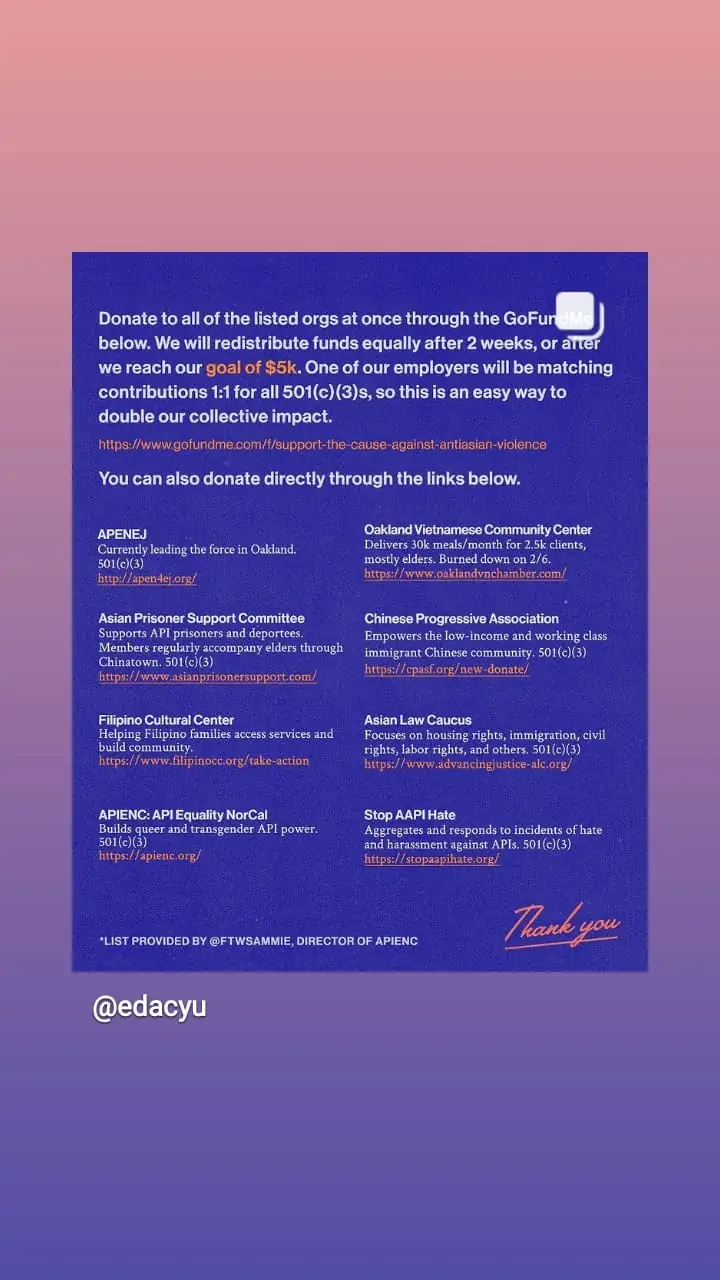 Donate to all of the listed orgs at once through the GoFundMe
below. We will redistribute funds equally after 2 weeks, or after
we reach our goal of $5k. One of our employers will be matching
contributions 1:1 for all 501(c)(3)s, so this is an easy way to
double our collective impact.
https://www.gofundme.com/f/support-the-cause-against-antiasian-violence
You can also donate directly through the links below.
APENEJ
Currently leading the force in Oakland.
501(c)(3)
http://apen4ej.org/
Oakland Vietnamese Community Center
Delivers 30k meals/month for 2.5k clients,
mostly elders. Burned down on 2/6.
https://www.oaklandvnchamber.com/
Asian Prisoner Support Committee
Supports API prisoners and deportees.
Members regularly accompany elders through
Chinatown. 501(c)(3)
https://www.asianprisonersupport.com/
Chinese Progressive Association
Empowers the low-income and working class
immigrant Chinese community. 501(c)(3)
https://cpasf.org/new-donate/
Filipino Cultural Center
Helping Filipino families access services and
build community.
https://www.filipinocc.org/take-action
Asian Law Caucus
Focuses on housing rights, immigration, civil
rights, labor rights, and others. 501(c)(3)
https://www.advancingjustice-alc.org/
APIENC: API Equality NorCal
Builds queer and transgender API power.
501(c)(3)
https://apienc.org/
Stop AAPI Hate
Aggregates and responds to incidents of hate
and harassment against APIs. 501(c)(3)
https://stopaapihate.org/
*LIST PROVIDED BY @FTWSAMMIE, DIRECTOR OF APIENC
Thank you
@edacyu